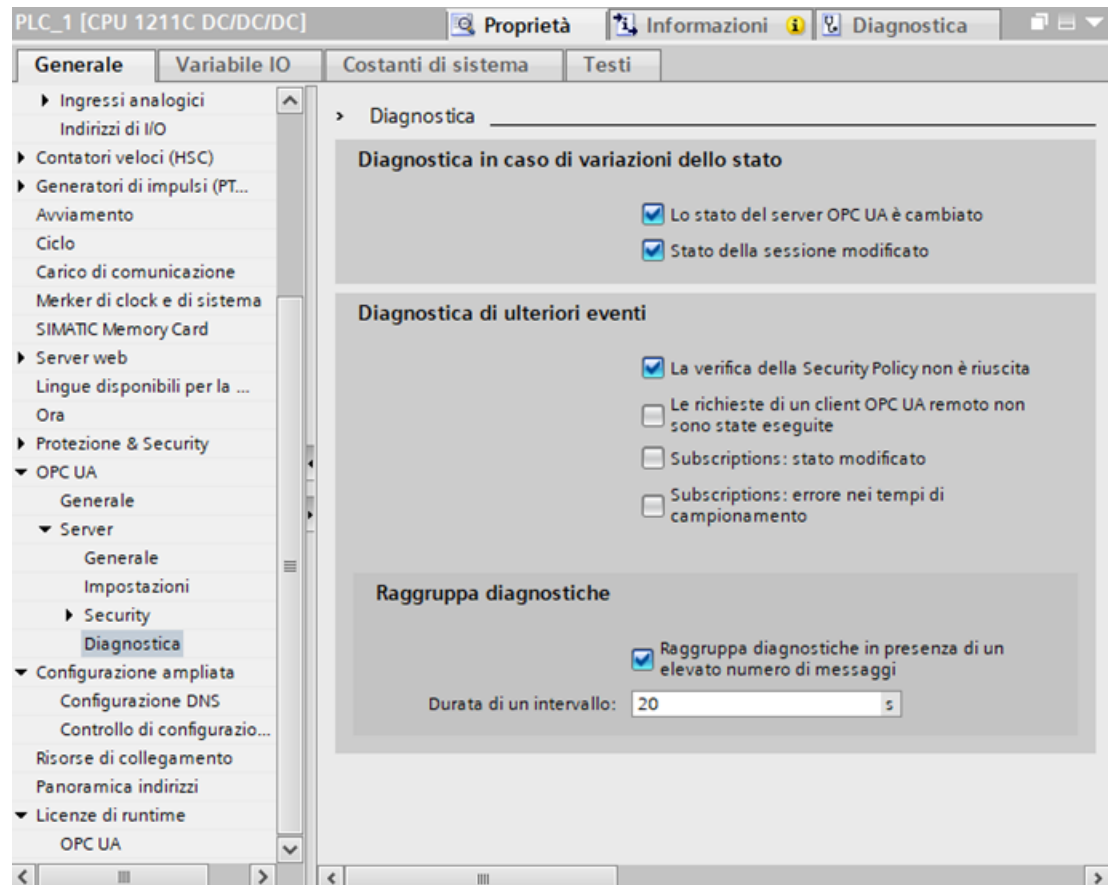 PLC_1 [CPU 1211C DC/DC/DC]
Proprietà
Informazioni
Diagnostica
Generale
Variabile IO
Costanti di sistema
Testi
Ingressi analogici
Indirizzi di I/O
Contatori veloci (HSC)
Generatori di impulsi (PT...
Avviamento
Ciclo
Carico di comunicazione
Merker di clock e di sistema
SIMATIC Memory Card
Server web
Lingue disponibili per la ...
Ora
Protezione & Security
OPC UA
Generale
Server
Generale
Impostazioni
Security
Diagnostica
Configurazione ampliata
Configurazione DNS
Controllo di configurazio...
Risorse di collegamento
Panoramica indirizzi
Licenze di runtime
OPC UA
Diagnostica
Diagnostica in caso di variazioni dello stato
Lo stato del server OPC UA è cambiato
Stato della sessione modificato
Diagnostica di ulteriori eventi
La verifica della Security Policy non è riuscita
Le richieste di un client OPC UA remoto non
sono state eseguite
Subscriptions: stato modificato
Subscriptions: errore nei tempi di
campionamento
Raggruppa diagnostiche
Raggruppa diagnostiche in presenza di un
elevato numero di messaggi
Durata di un intervallo: 20 s